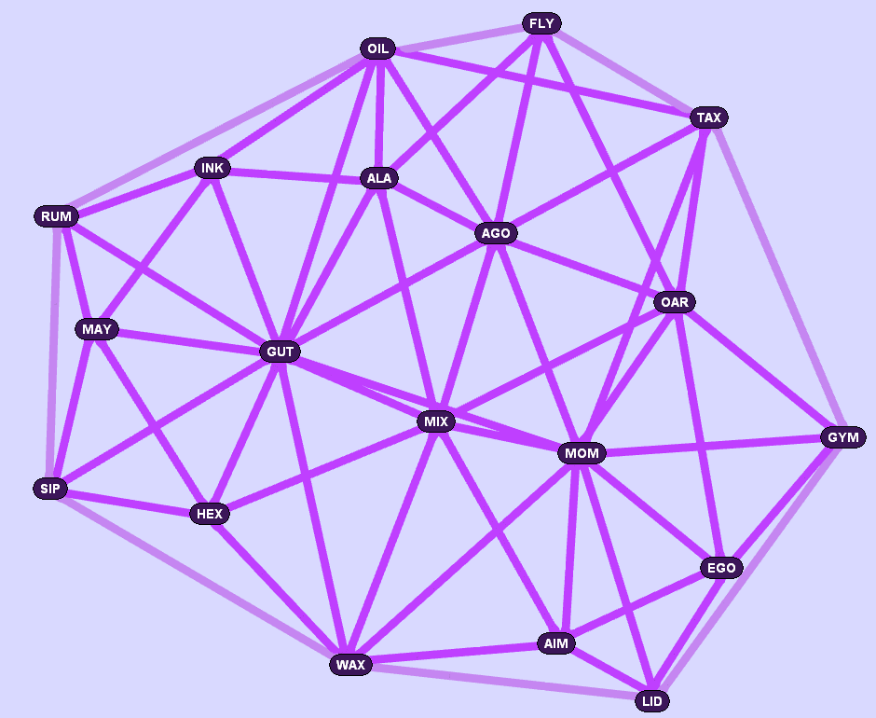 FLY
OIL
TAX
INK
ALA
RUM
AGO
OAR
MAY
GUT
MIX
GYM
MOM
SIP
HEX
EGO
AIM
WAX
LID